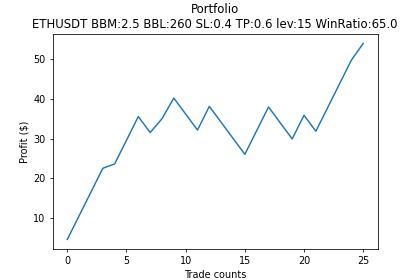 Portfolio
ETHUSDT BBM:2.5 BBL:260 SL:0.4 TP:0.6 lev:15 WinRatio:65.0
Profit ($)
50
40
30
20
10
0 5 10 15 20 25
Trade counts